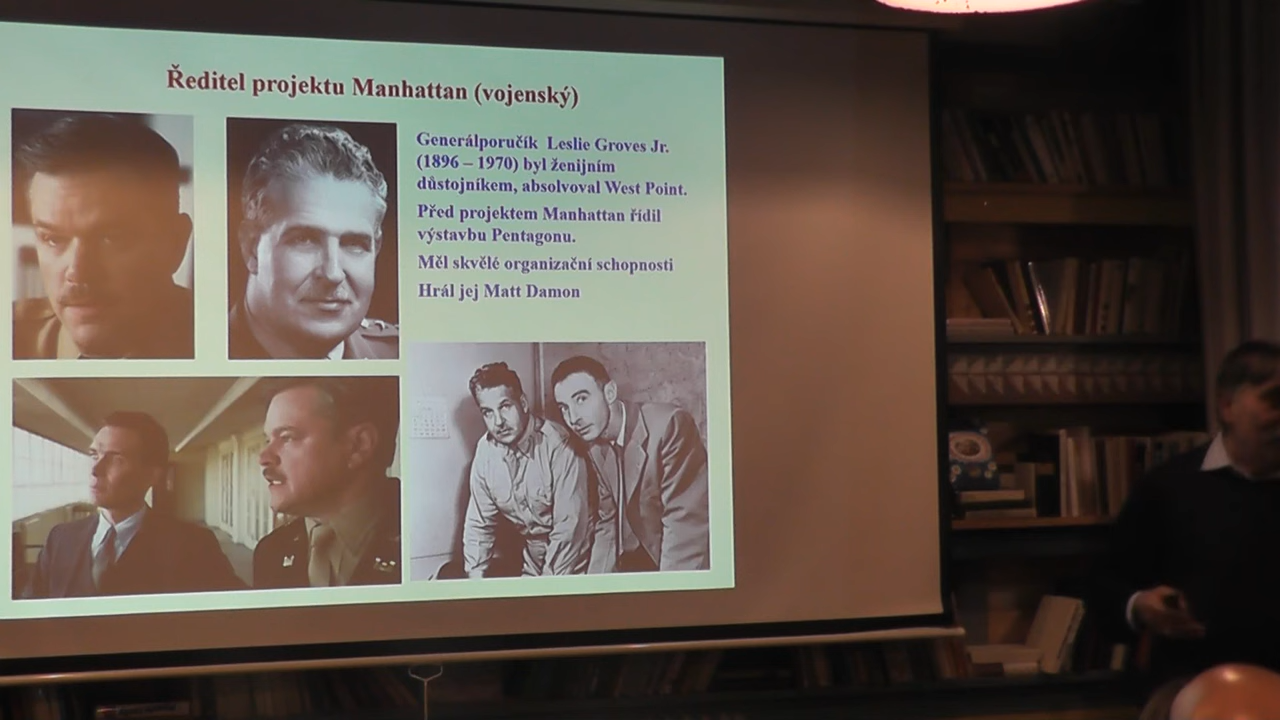 Ředitel projektu Manhattan (vojenský)
Generálporučík Leslie Groves Jr.
(1896 – 1970) byl ženijním
důstojníkem, absolvoval West Point.
Před projektem Manhattan řídil
výstavbu Pentagonu.
Měl skvělé organizační schopnosti
Hrál jej Matt Damon